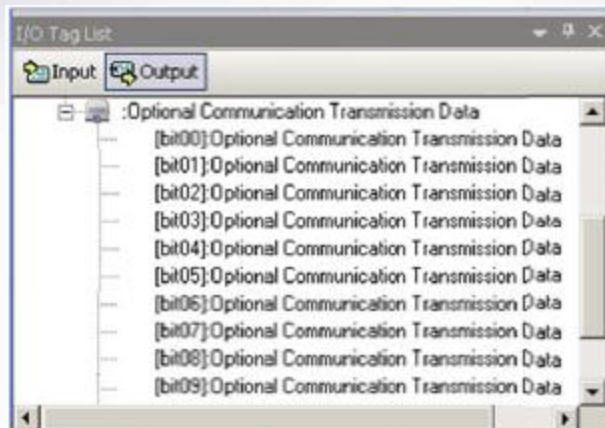 I/O Tag List
Input Output
:Optional Communication Transmission Data
[bit00]:Optional Communication Transmission Data
[bit01]:Optional Communication Transmission Data
[bit02]:Optional Communication Transmission Data
[bit03]:Optional Communication Transmission Data
[bit04]:Optional Communication Transmission Data
[bit05]:Optional Communication Transmission Data
[bit06]:Optional Communication Transmission Data
[bit07]:Optional Communication Transmission Data
[bit08]:Optional Communication Transmission Data
[bit09]:Optional Communication Transmission Data